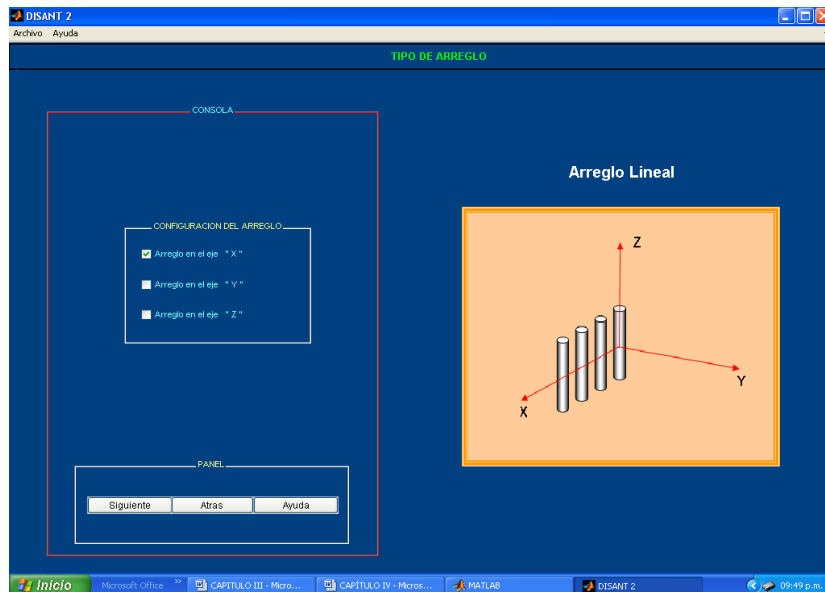 DISANT 2
Archivo Ayuda
TIPO DE ARREGLO
CONSOLA
CONFIGURACION DEL ARREGLO
Arreglo en el eje " X "
Arreglo en el eje " Y "
Arreglo en el eje " Z "
PANEL
Siguiente Atras Ayuda
Arreglo Lineal
Z
Y
X
Inicio Microsoft Office » CAPITULO III - Micro... CAPÍTULO IV - Micros... MATLAB DISANT 2 09:49 p.m.